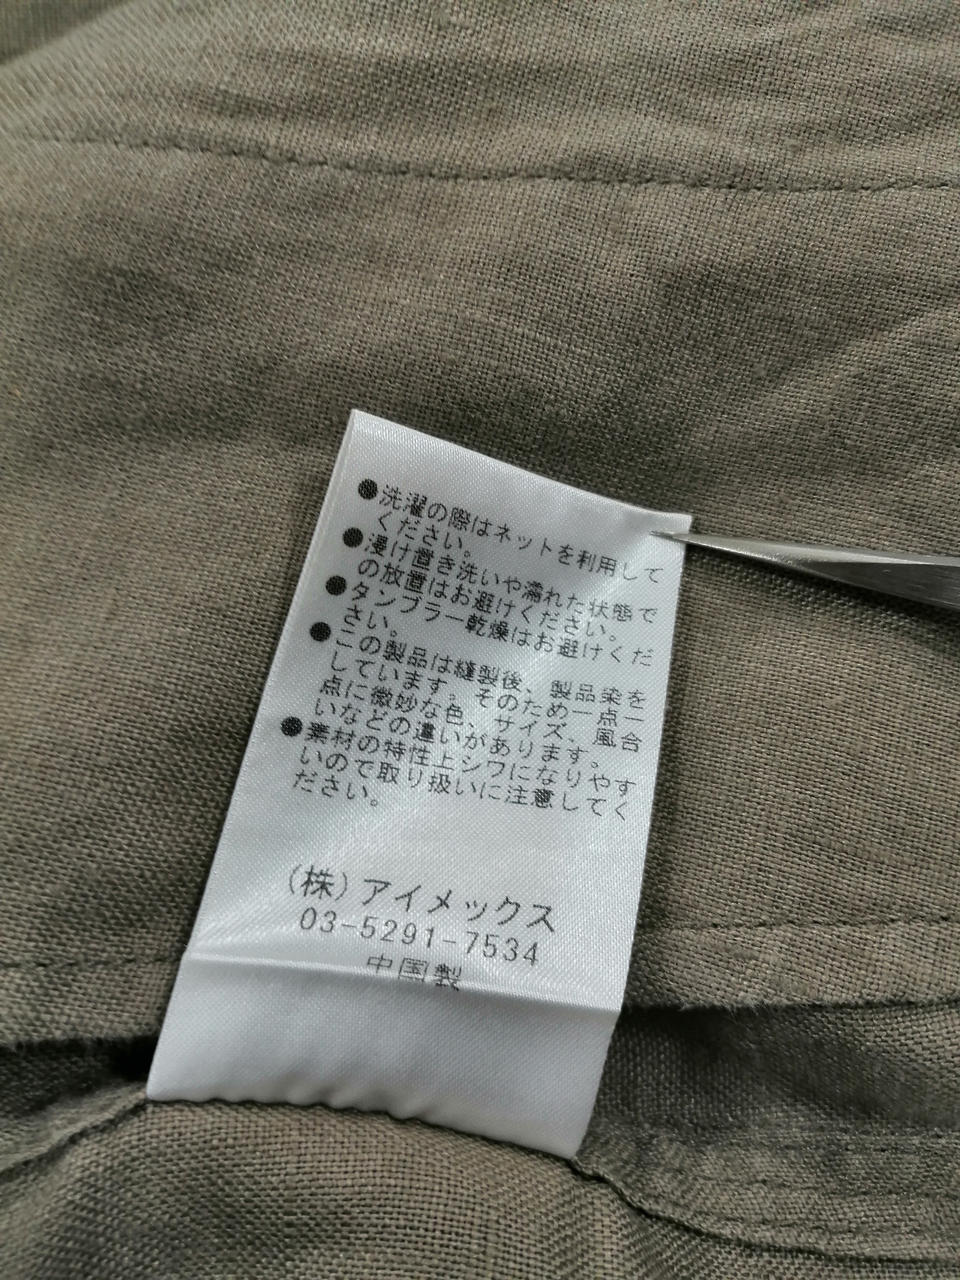 ●洗濯の際はネットを利用して
ください。
●浸け置き洗いや濡れた状態で
の放置はお避けください。
●タンブラー乾燥はお避けくだ
さい。
●この製品は縫製後、製品染を
しています。そのため一点一
点に微妙な色、サイズ、風合
いなどの違いがあります。
●素材の特性上シワになりやす
いので取り扱いに注意してく
ださい。
(株)アイメックス
03-5291-7534
中国製